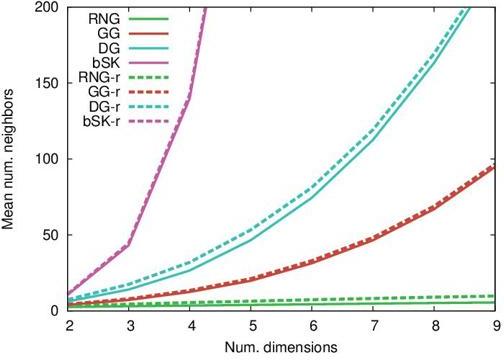 200
150
100
50
0
Mean num. neighbors
RNG
GG
DG
bSK
RNG-r
GG-r
DG-r
bSK-r
2 3 4 5 6 7 8 9
Num. dimensions